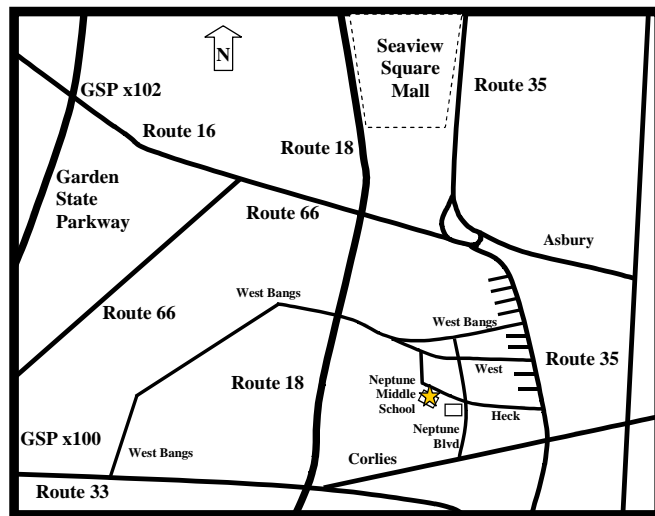 Seaview
Square
Mall
N
Route 35
GSP x102
Route 16
Route 18
Garden
State
Parkway
Route 66
Asbury
West Bangs
Route 66
West Bangs
Route 35
West
Route 18
Neptune
Middle
School
Heck
Neptune
Blvd
GSP x100
West Bangs
Corlies
Route 33